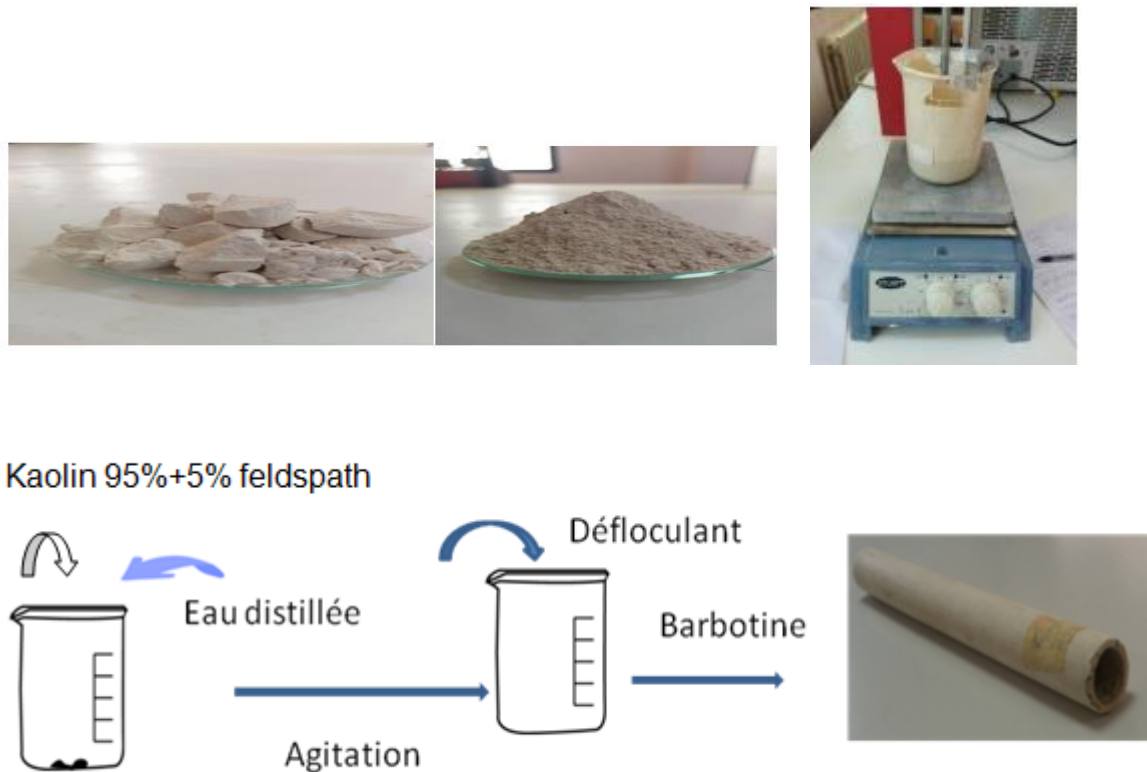 Kaolin 95%+5% feldspath
Défloculant
Eau distillée
Barbotine
Agitation